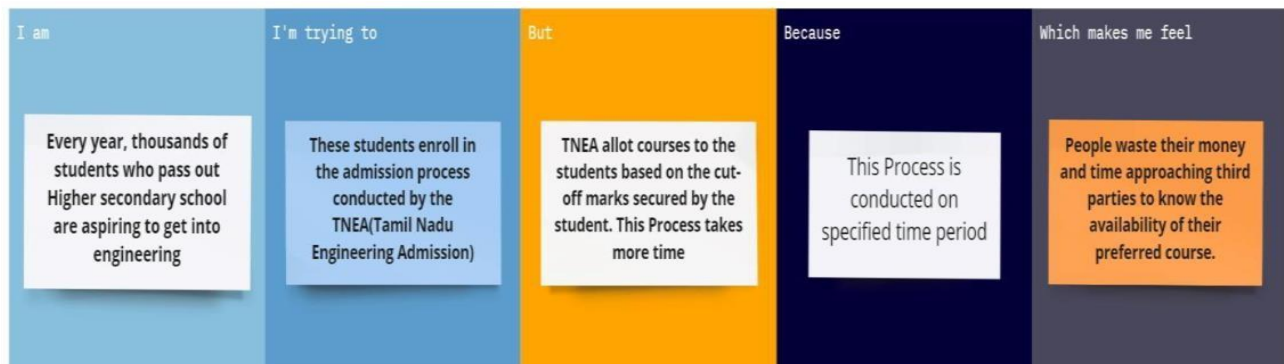 I am
Every year, thousands of
students who pass out
Higher secondary school
are aspiring to get into
engineering
I'm trying to
These students enroll in
the admission process
conducted by the
TNEA(Tamil Nadu
Engineering Admission)
But
TNEA allot courses to the
students based on the cut-
off marks secured by the
student. This Process takes
more time
Because
This Process is
conducted on
specified time period
Which makes me feel
People waste their money
and time approaching third
parties to know the
availability of their
preferred course.